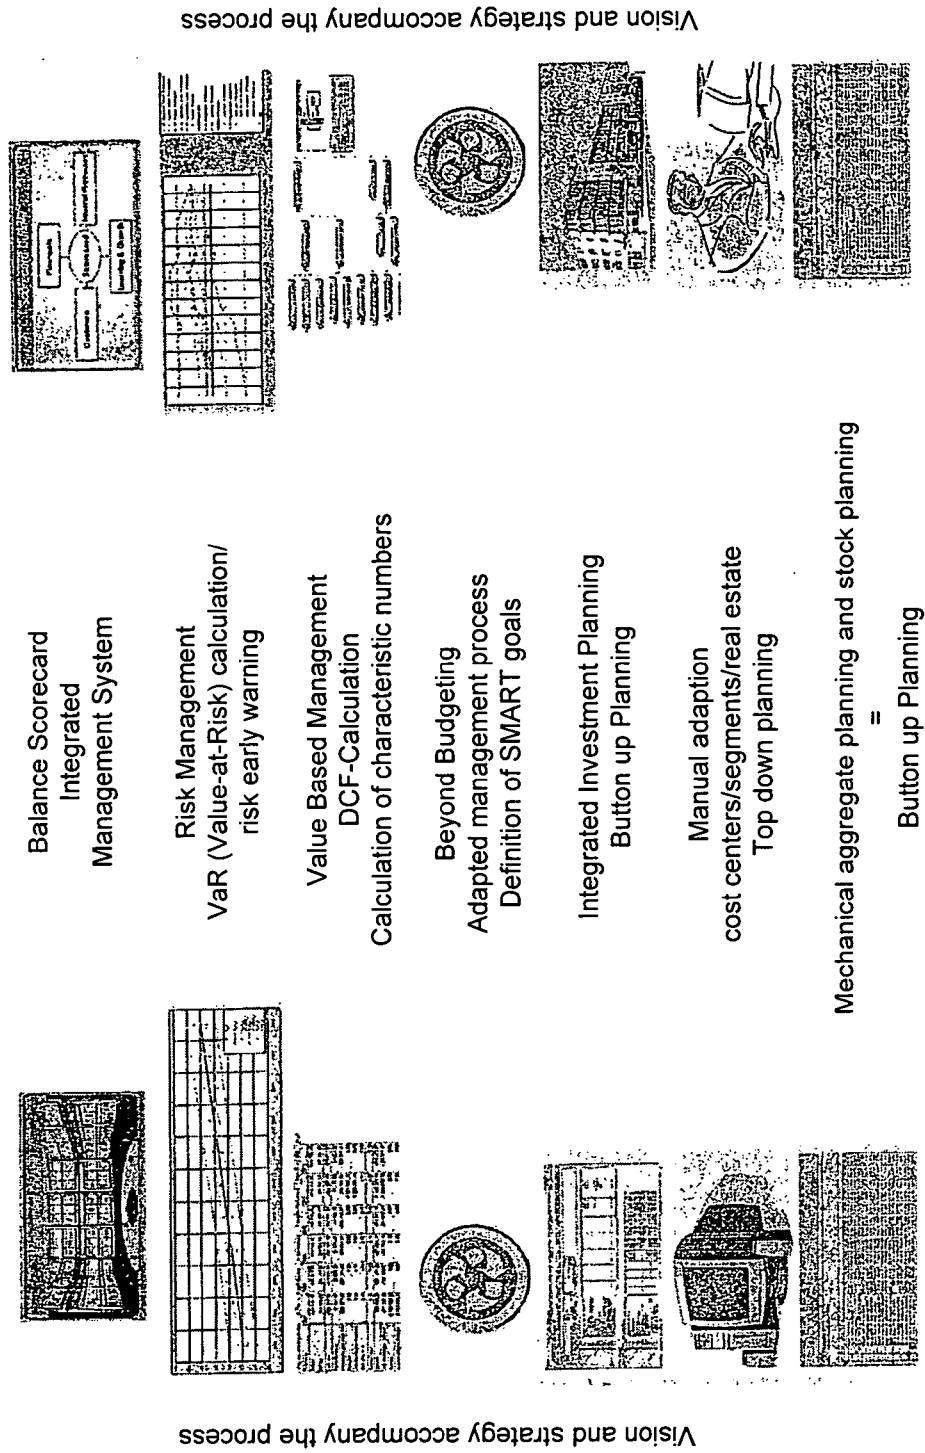 Vision and strategy accompany the process
Balance Scorecard
Integrated
Management System
Customers
Learning & Growth
Risk Management
VaR (Value-at-Risk) calculation/
risk early warning
Value Based Management
DCF-Calculation
Calculation of characteristic numbers
Beyond Budgeting
Adapted management process
Definition of SMART goals
Integrated Investment Planning
Button up Planning
Manual adaption
cost centers/segments/real estate
Top down planning
Mechanical aggregate planning and stock planning
=
Button up Planning
Vision and strategy accompany the process